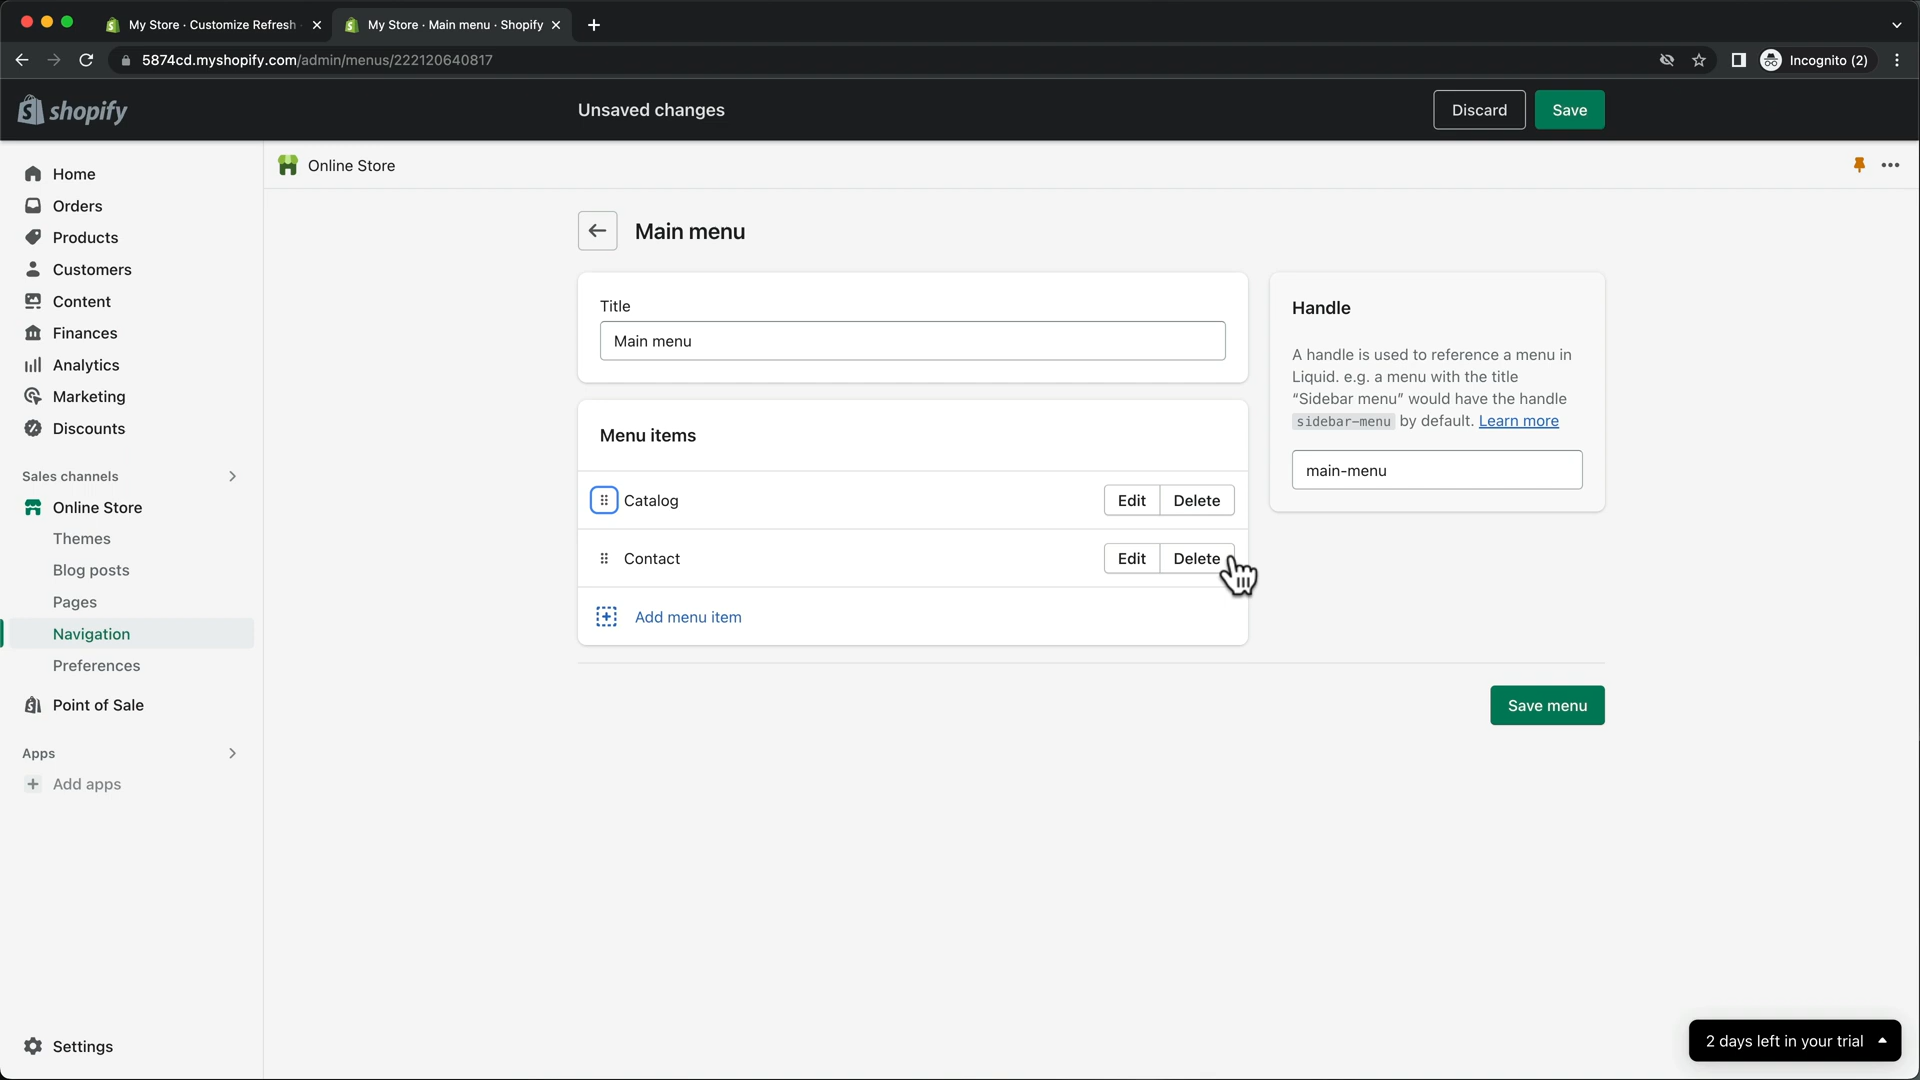 My Store · Customize Refresh
My Store · Main menu · Shopify
5874cd.myshopify.com/admin/menus/222120640817
Incognito (2)
shopify
Unsaved changes
Discard
Save
Home
Orders
Products
Customers
Content
Finances
Analytics
Marketing
Discounts
Sales channels
Online Store
Themes
Blog posts
Pages
Navigation
Preferences
Point of Sale
Apps
Add apps
Settings
Online Store
Main menu
Title
Main menu
Menu items
Catalog
Edit
Delete
Contact
Edit
Delete
Add menu item
Handle
A handle is used to reference a menu in
Liquid. e.g. a menu with the title
“Sidebar menu” would have the handle
sidebar-menu by default. Learn more
main-menu
Save menu
2 days left in your trial